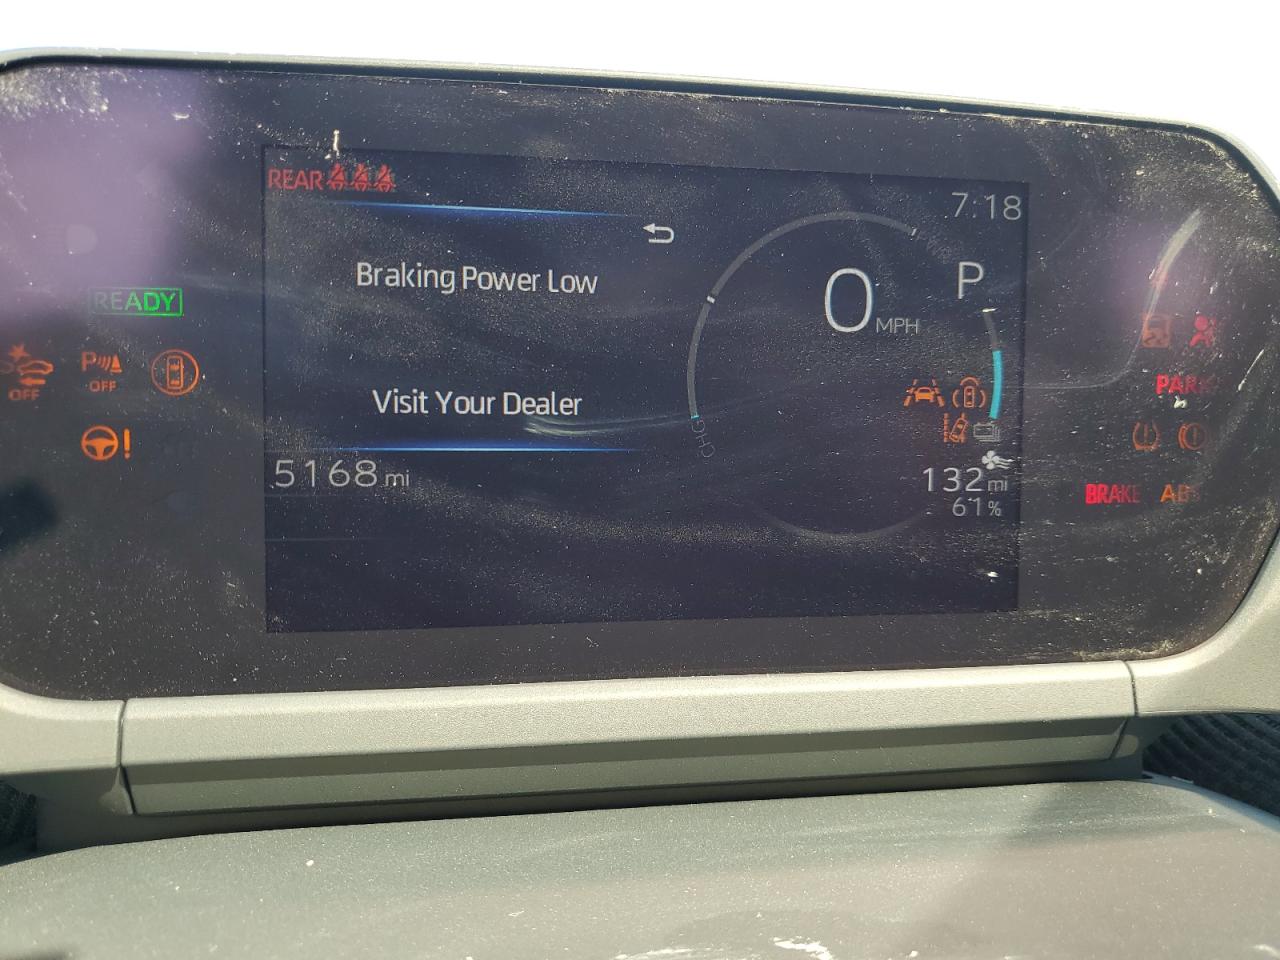 REAR
7:18
Braking Power Low
P
0 MPH
READY
OFF
P
OFF
PARK
Visit Your Dealer
CHG
5168 mi
132 mi
61%
BRAKE
ABS